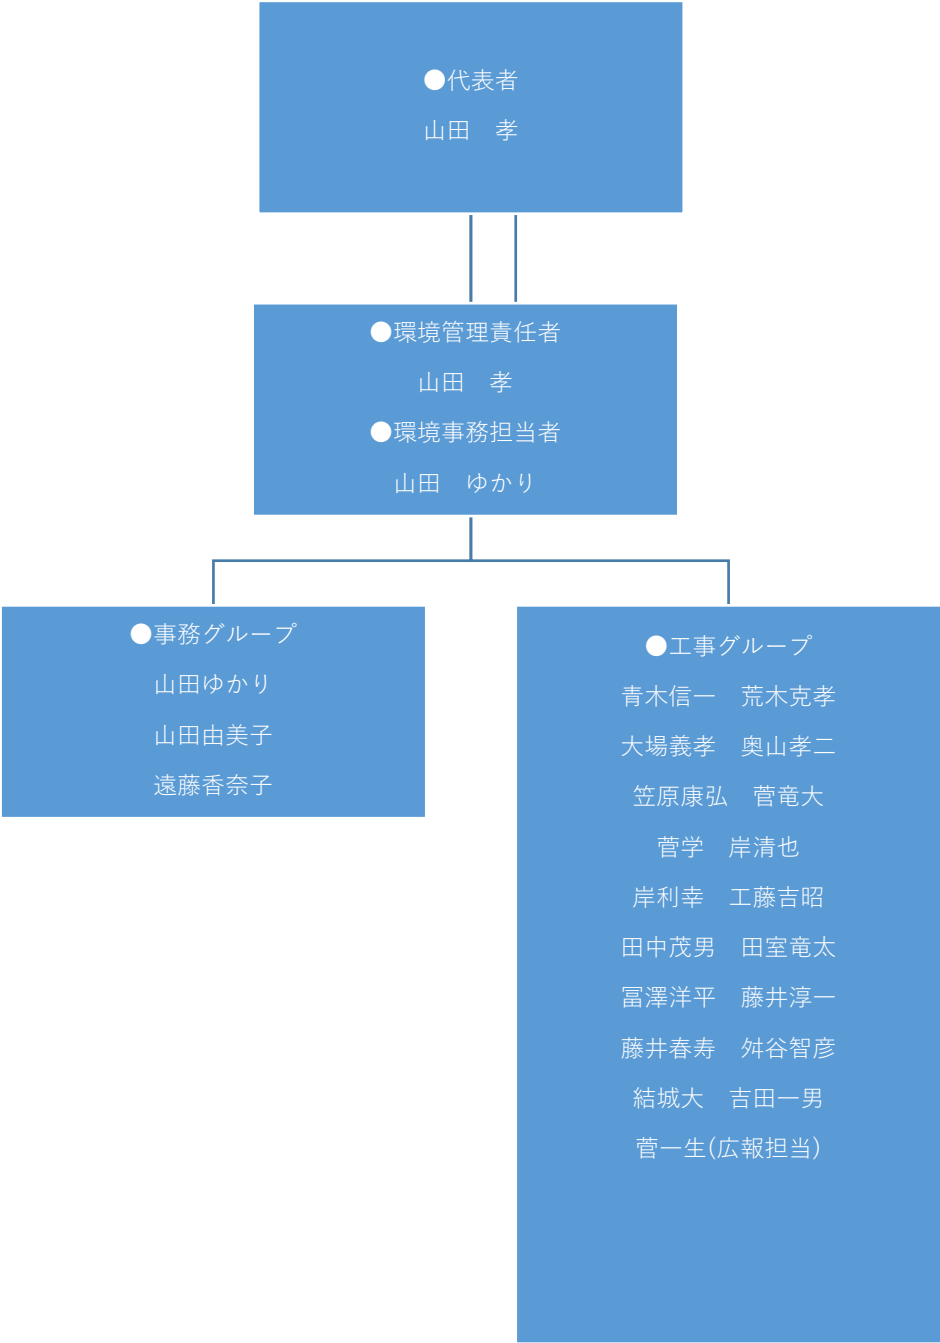 ●代表者
山田　孝
●環境管理責任者
山田　孝
●環境事務担当者
山田　ゆかり
●事務グループ
山田ゆかり
山田由美子
遠藤香奈子
●工事グループ
青木信一　荒木克孝
大場義孝　奥山孝二
笠原康弘　菅竜大
菅学　岸清也
岸利幸　工藤吉昭
田中茂男　田室竜太
冨澤洋平　藤井淳一
藤井春寿　舛谷智彦
結城大　吉田一男
菅一生(広報担当)